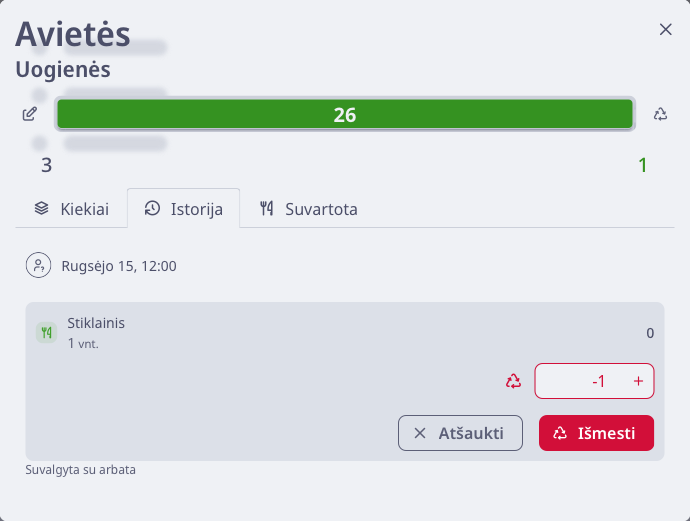 Avietės
Uogienės
26
3
1
Kiekiai
Istorija
Suvartota
Rugsėjo 15, 12:00
Stiklainis
1 vnt.
0
-1 +
Atšaukti
Išmesti
Suvalgyta su arbata